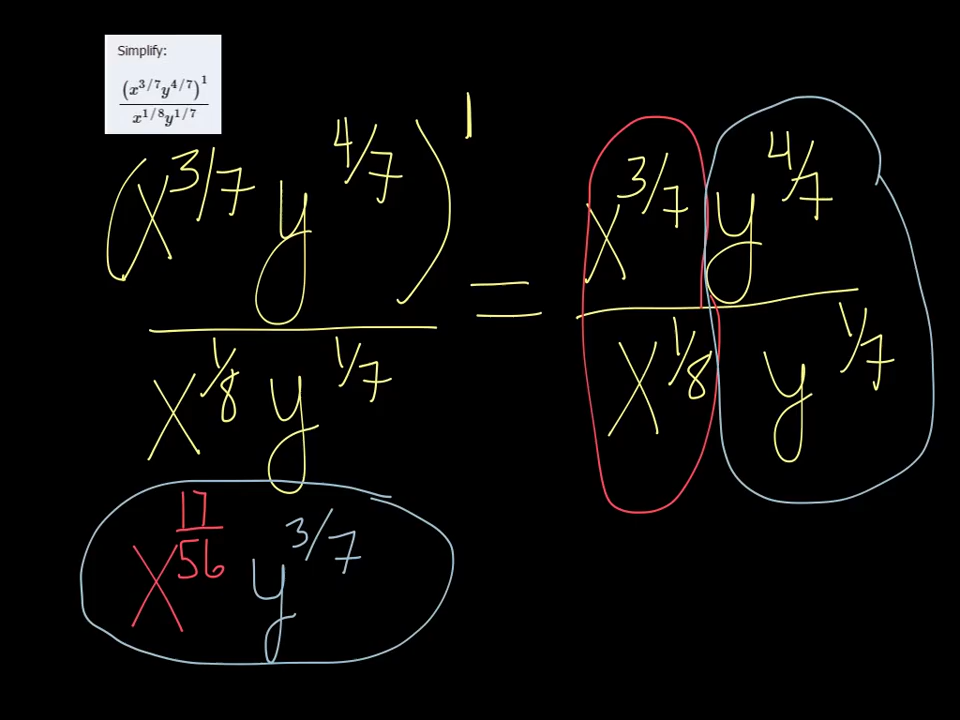 Simplify:
(x^{3/7}y^{4/7})^1
x^{1/8}y^{1/7}
(x^{3/7} y^{4/7})^1
x^{1/8} y^{1/7}
=
x^{3/7} y^{4/7}
x^{1/8} y^{1/7}
x^{17/56} y^{3/7}